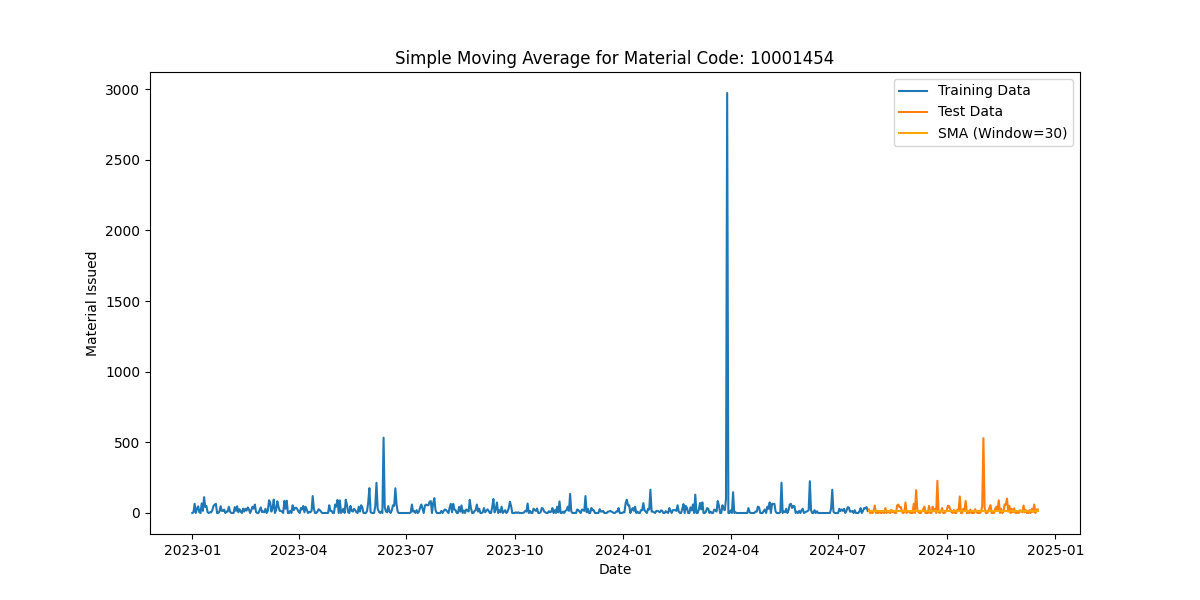 Simple Moving Average for Material Code: 10001454
Training Data
Test Data
SMA (Window=30)
Material Issued
3000
2500
2000
1500
1000
500
0
2023-01 2023-04 2023-07 2023-10 2024-01 2024-04 2024-07 2024-10 2025-01
Date